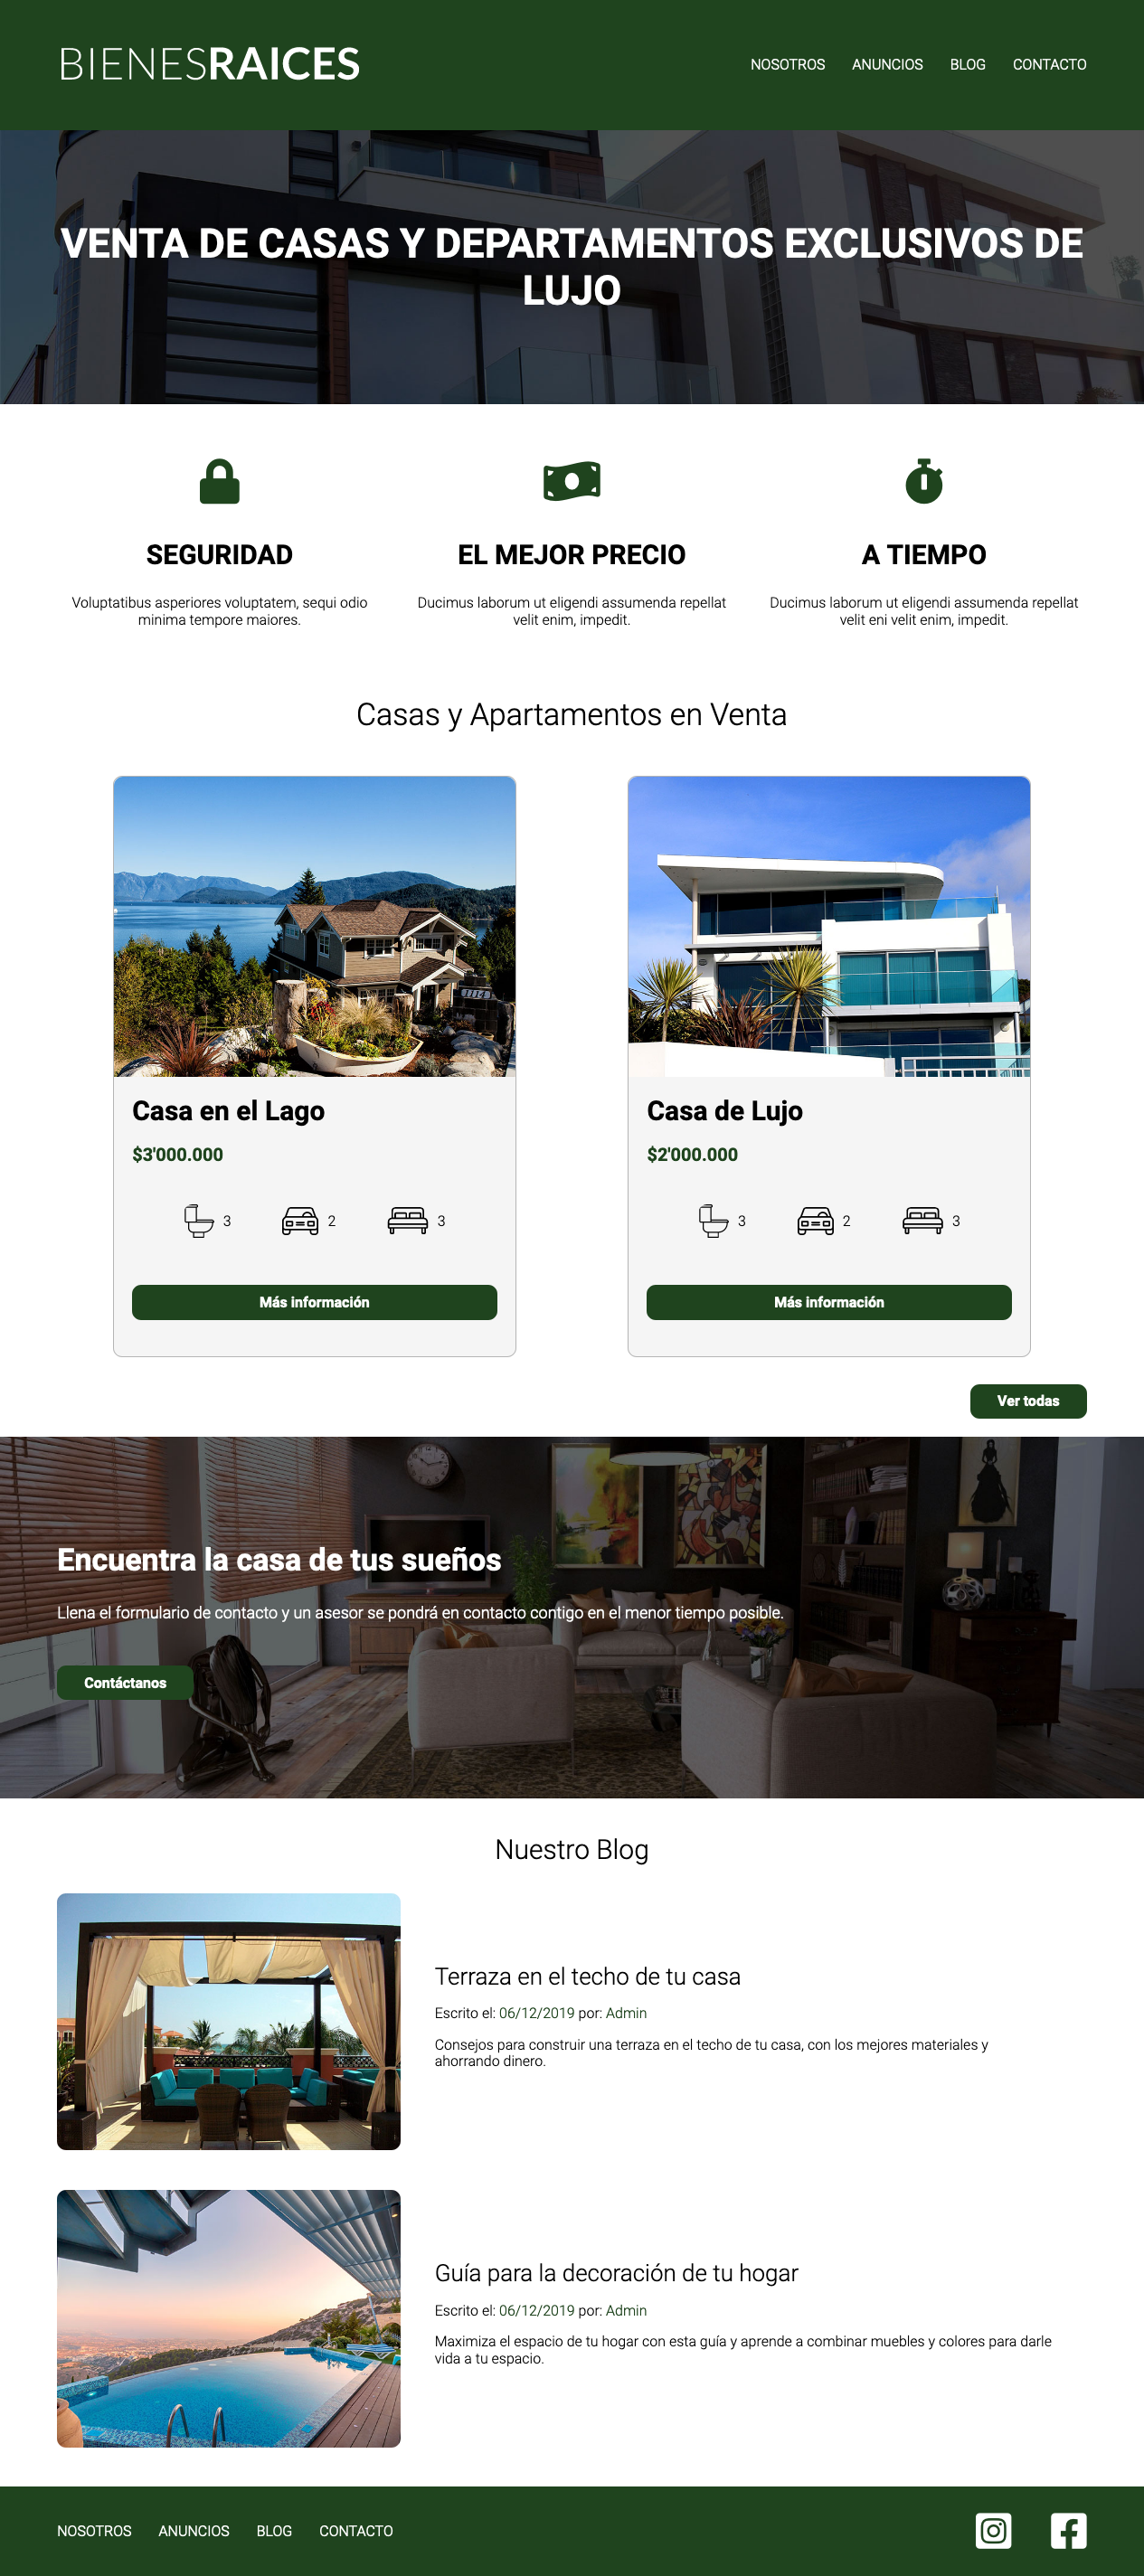 BIENESRAICES
NOSOTROS ANUNCIOS BLOG CONTACTO
VENTA DE CASAS Y DEPARTAMENTOS EXCLUSIVOS DE
LUJO
SEGURIDAD
Voluptatibus asperiores voluptatem, sequi odio
minima tempore maiores.
EL MEJOR PRECIO
Ducimus laborum ut eligendi assumenda repellat
velit enim, impedit.
A TIEMPO
Ducimus laborum ut eligendi assumenda repellat
velit eni velit enim, impedit.
Casas y Apartamentos en Venta
1114
Casa en el Lago
$3'000.000
3 2 3
Más información
Casa de Lujo
$2'000.000
3 2 3
Más información
Ver todas
Encuentra la casa de tus sueños
Llena el formulario de contacto y un asesor se pondrá en contacto contigo en el menor tiempo posible.
Contáctanos
Nuestro Blog
Terraza en el techo de tu casa
Escrito el: 06/12/2019 por: Admin
Consejos para construir una terraza en el techo de tu casa, con los mejores materiales y
ahorrando dinero.
Guía para la decoración de tu hogar
Escrito el: 06/12/2019 por: Admin
Maximiza el espacio de tu hogar con esta guía y aprende a combinar muebles y colores para darle
vida a tu espacio.
NOSOTROS ANUNCIOS BLOG CONTACTO